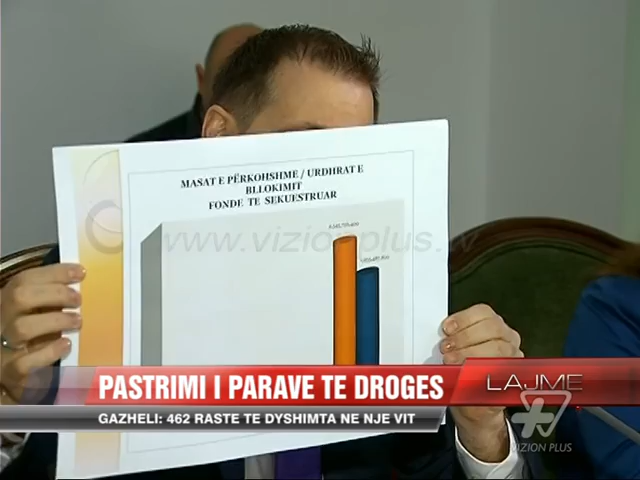 MASAT E PËRKOHSHME / URDHRAT E
BLLOKIMIT
FONDE TE SEKUESTRUAR
© www.vizionplus.tv
PASTRIMI I PARAVE TE DROGES
LAJME
GAZHELI: 462 RASTE TE DYSHIMTA NE NJE VIT
VIZION PLUS